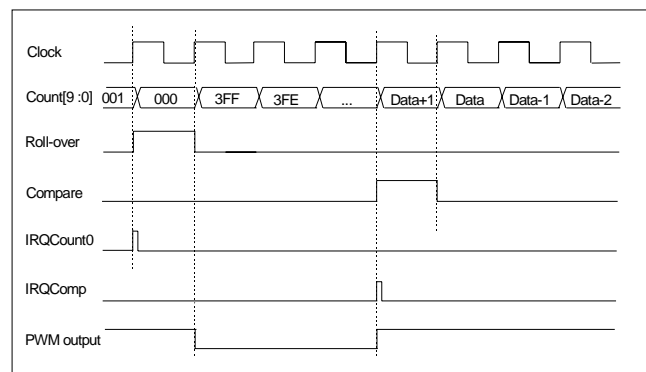 Clock
Count[9 :0] 001 000 3FF 3FE ... Data+1 Data Data-1 Data-2
Roll-over
Compare
IRQCount0
IRQComp
PWM output